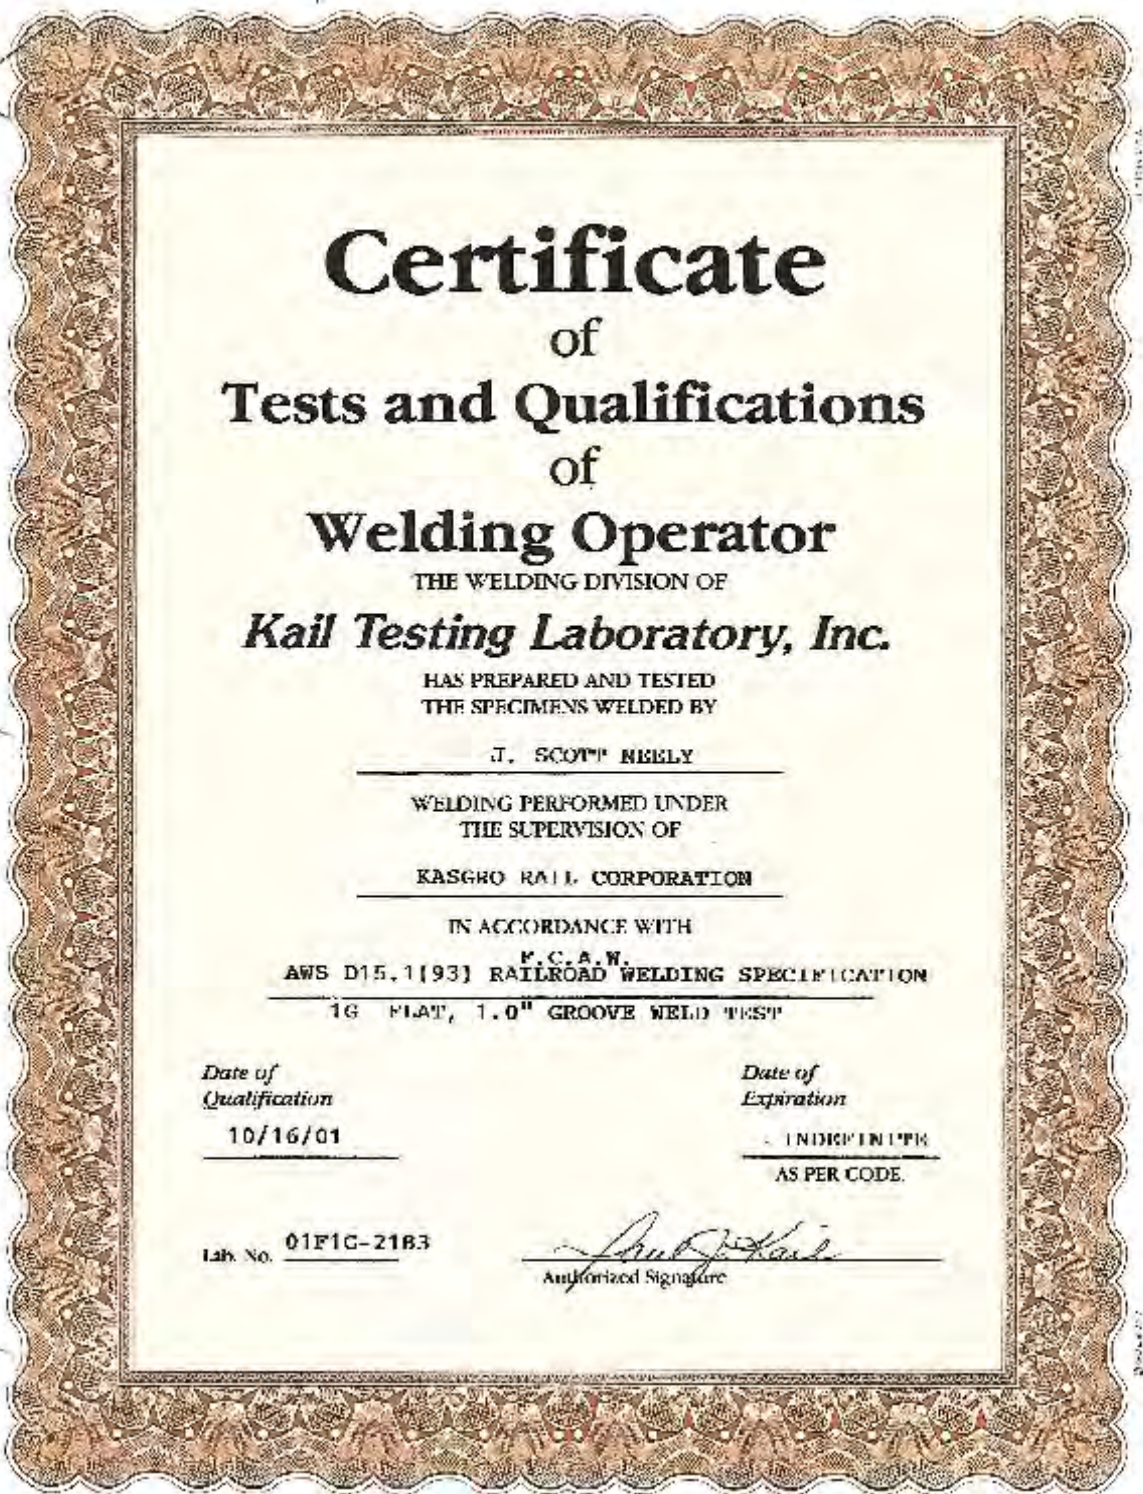 Certificate
of
Tests and Qualifications
of
Welding Operator
THE WELDING DIVISION OF
Kail Testing Laboratory, Inc.
HAS PREPARED AND TESTED
THE SPECIMENS WELDED BY
J. SCOTT NEELY
WELDING PERFORMED UNDER
THE SUPERVISION OF
KASGRO RAIL CORPORATION
IN ACCORDANCE WITH
F.C.A.W.
AWS D15.1(93) RAILROAD WELDING SPECIFICATION
1G FLAT, 1.0" GROOVE WELD TEST
Date of
Qualification
10/16/01
Date of
Expiration
INDEFINITE
AS PER CODE.
Lab. No. 01F1C-2183
Authorized Signature